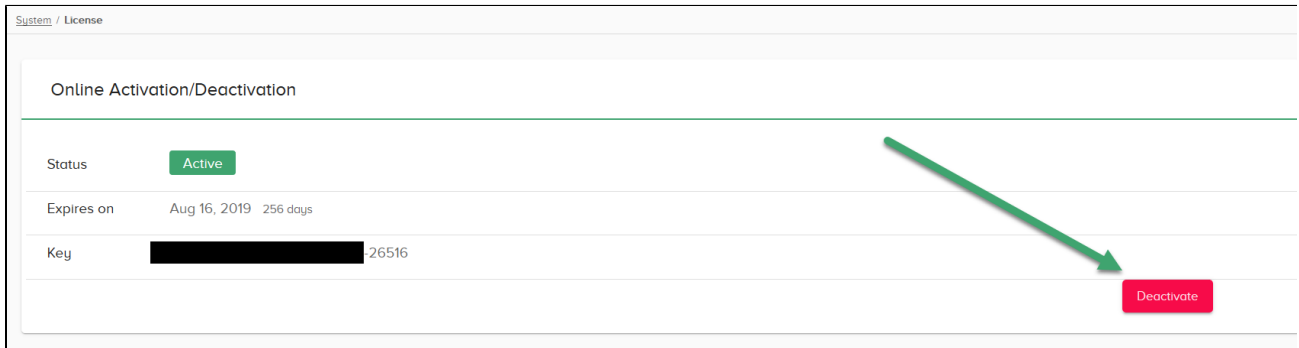 System / License
Online Activation/Deactivation
Status Active
Expires on Aug 16, 2019 256 days
Key -26516
Deactivate